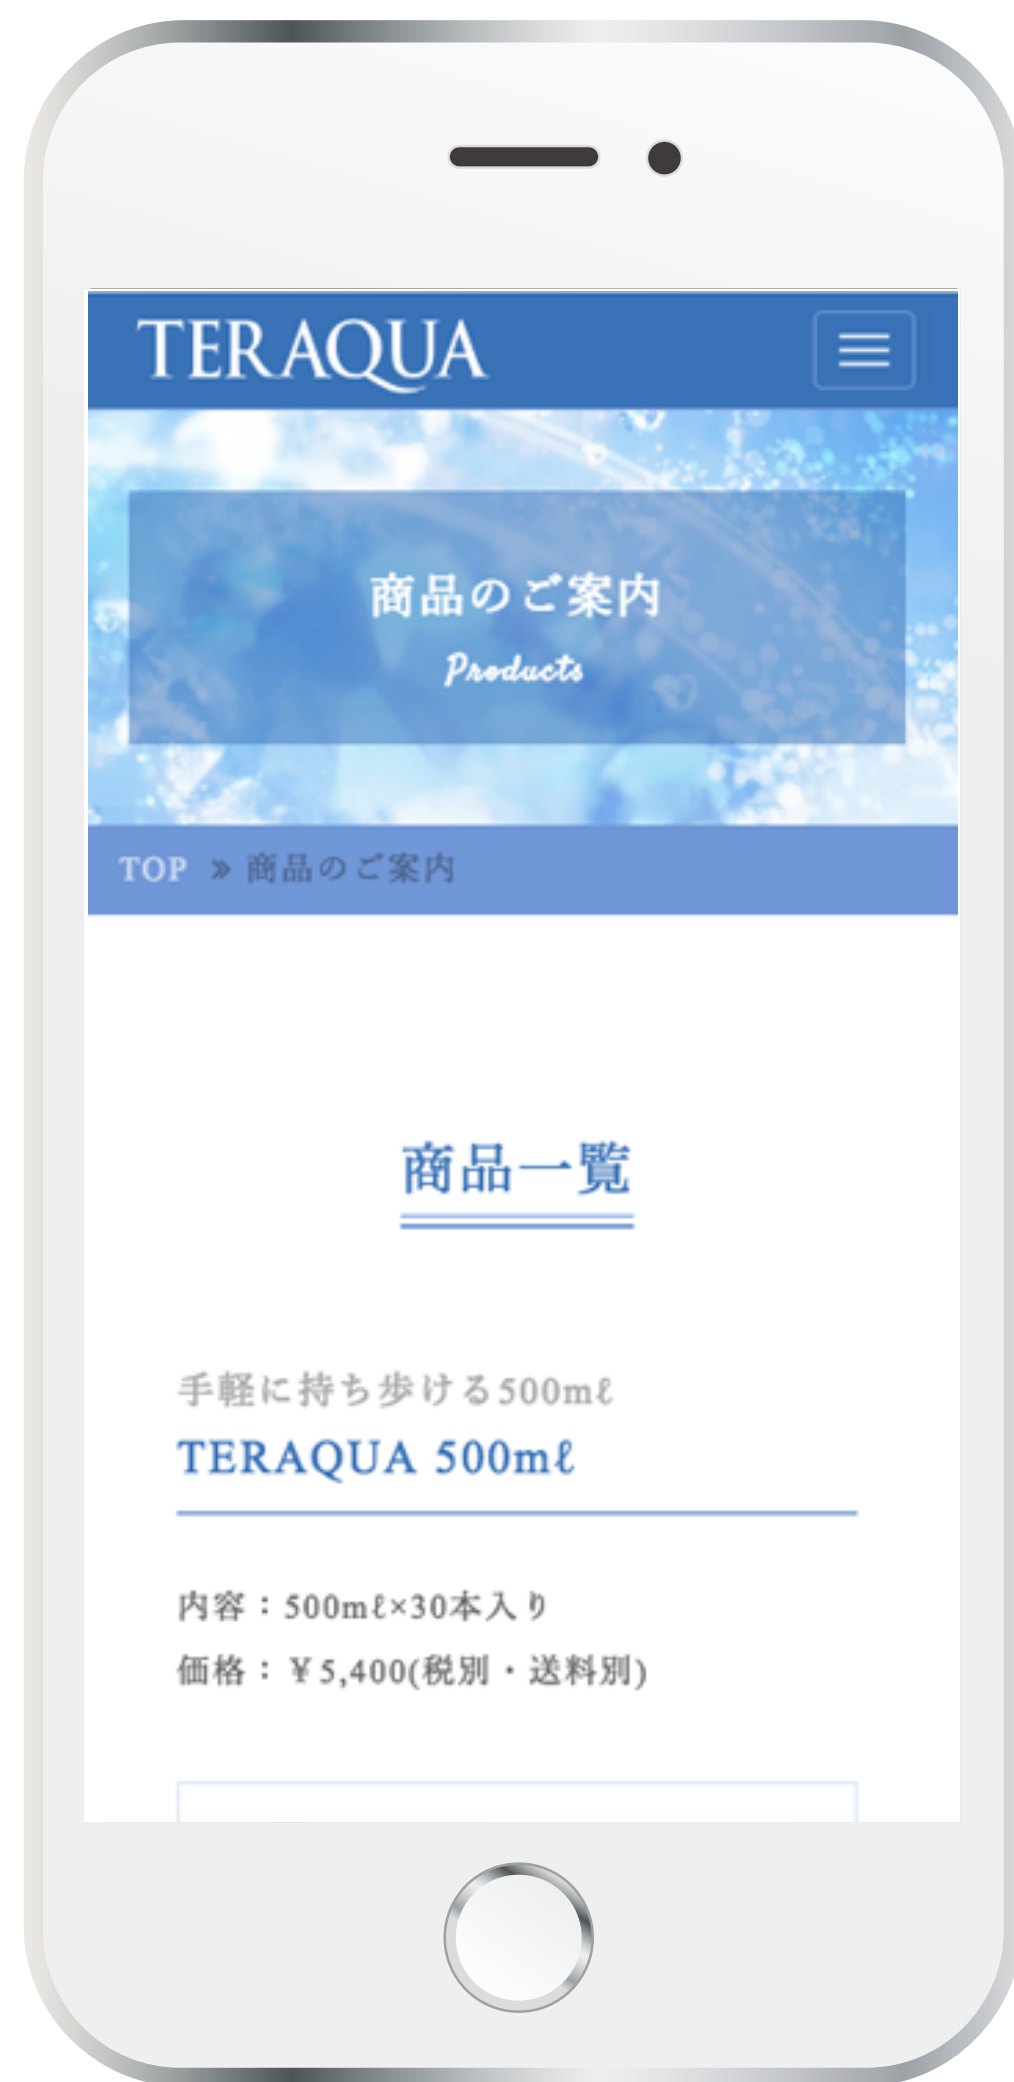 TERAQUA
商品のご案内
Products
TOP » 商品のご案内
商品一覧
手軽に持ち歩ける500mℓ
TERAQUA 500mℓ
内容：500mℓ×30本入り
価格：￥5,400(税別・送料別)